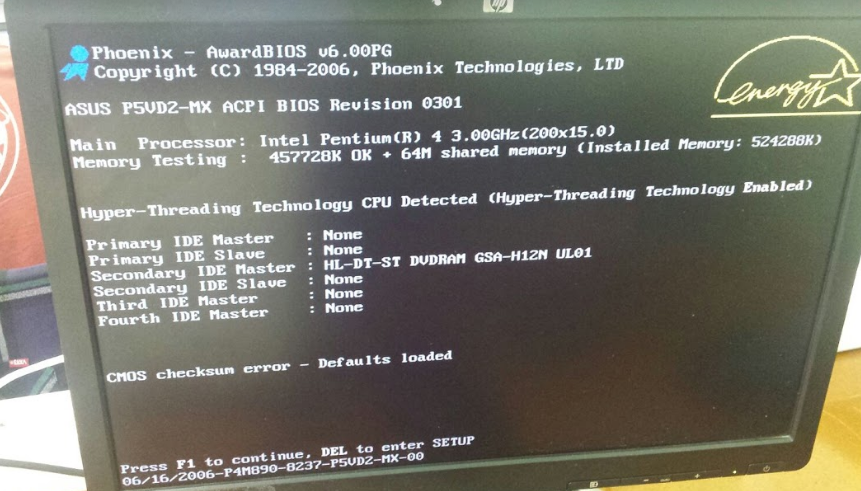 hp
Phoenix - AwardBIOS v6.00PG
Copyright (C) 1984-2006, Phoenix Technologies, LTD
energy
ASUS P5VD2-MX ACPI BIOS Revision 0301
Main Processor: Intel Pentium(R) 4 3.00GHz(200x15.0)
Memory Testing : 457728K OK + 64M shared memory (Installed Memory: 524288K)
Hyper-Threading Technology CPU Detected (Hyper-Threading Technology Enabled)
Primary IDE Master : None
Primary IDE Slave : None
Secondary IDE Master : HL-DT-ST DVDRAM GSA-H12N UL01
Secondary IDE Slave : None
Third IDE Master : None
Fourth IDE Master : None
CMOS checksum error - Defaults loaded
Press F1 to continue, DEL to enter SETUP
06/16/2006-P4M890-8237-P5VD2-MX-00